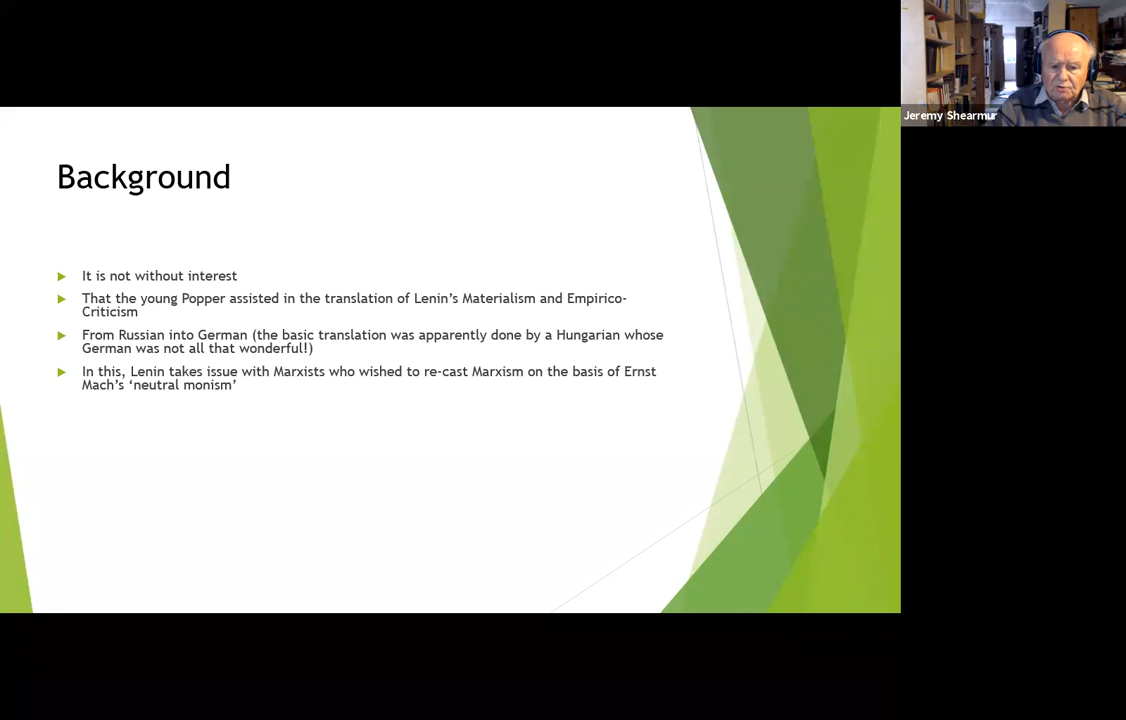 Jeremy Shearmur
Background
It is not without interest
That the young Popper assisted in the translation of Lenin's Materialism and Empirico-
Criticism
From Russian into German (the basic translation was apparently done by a Hungarian whose
German was not all that wonderful!)
In this, Lenin takes issue with Marxists who wished to re-cast Marxism on the basis of Ernst
Mach's ‘neutral monism’